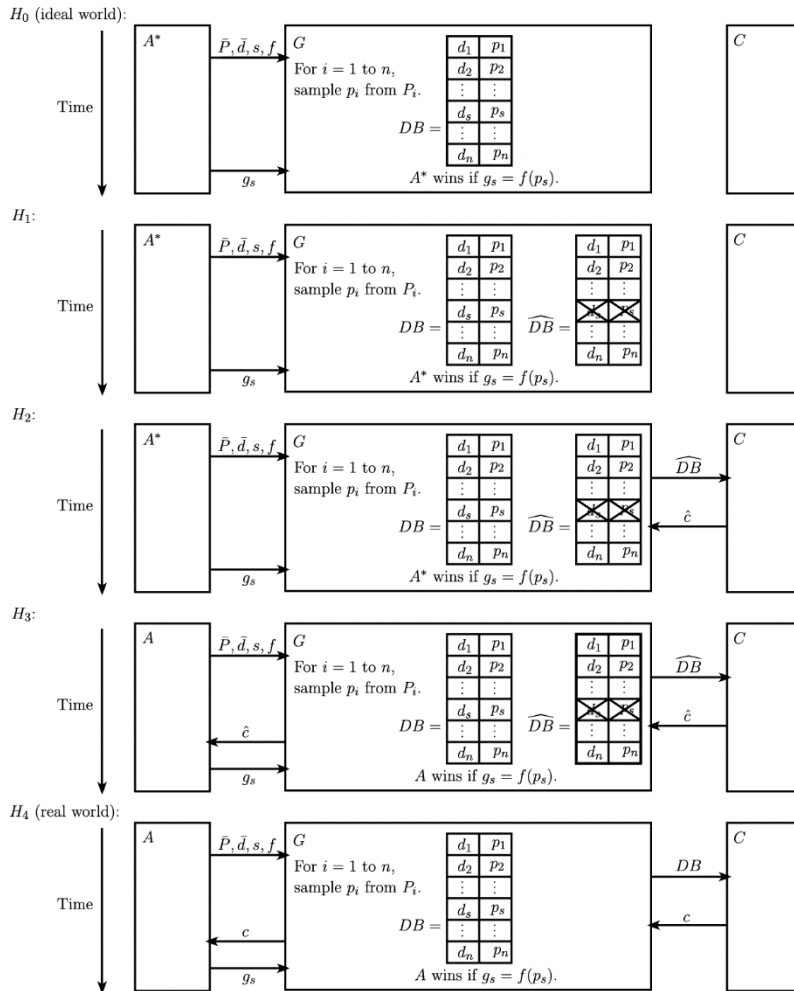 H₀ (ideal world):
A* P̄, d̄, s, f G C
d₁ p₁
For i = 1 to n, d₂ p₂
sample pᵢ from Pᵢ. ⋮ ⋮
Time dₛ pₛ
DB = ⋮ ⋮
dₙ pₙ
gₛ A* wins if gₛ = f(pₛ).
H₁:
A* P̄, d̄, s, f G C
d₁ p₁ d₁ p₁
For i = 1 to n, d₂ p₂ d₂ p₂
sample pᵢ from Pᵢ. ⋮ ⋮ ⋮ ⋮
Time dₛ pₛ dₛ pₛ
DB = ⋮ ⋮ D̂B̂ = ⋮ ⋮
dₙ pₙ dₙ pₙ
gₛ A* wins if gₛ = f(pₛ).
H₂:
A* P̄, d̄, s, f G C
d₁ p₁ d₁ p₁
For i = 1 to n, d₂ p₂ d₂ p₂ D̂B̂
sample pᵢ from Pᵢ. ⋮ ⋮ ⋮ ⋮
Time dₛ pₛ dₛ pₛ ĉ
DB = ⋮ ⋮ D̂B̂ = ⋮ ⋮
dₙ pₙ dₙ pₙ
gₛ A* wins if gₛ = f(pₛ).
H₃:
A P̄, d̄, s, f G C
d₁ p₁ d₁ p₁
For i = 1 to n, d₂ p₂ d₂ p₂ D̂B̂
sample pᵢ from Pᵢ. ⋮ ⋮ ⋮ ⋮
Time dₛ pₛ dₛ pₛ ĉ
ĉ DB = ⋮ ⋮ D̂B̂ = ⋮ ⋮
dₙ pₙ dₙ pₙ
gₛ A wins if gₛ = f(pₛ).
H₄ (real world):
A P̄, d̄, s, f G C
d₁ p₁
For i = 1 to n, d₂ p₂ DB
sample pᵢ from Pᵢ. ⋮ ⋮
Time dₛ pₛ c
c DB = ⋮ ⋮
dₙ pₙ
gₛ A wins if gₛ = f(pₛ).